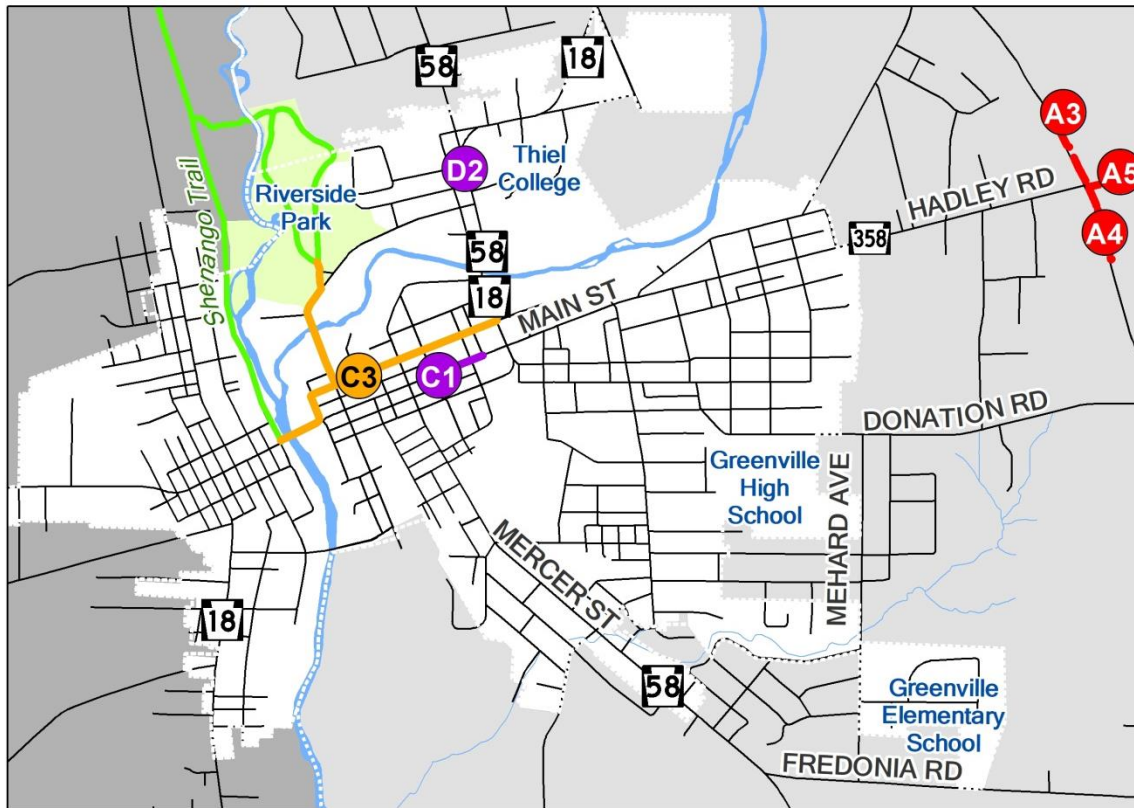 58
18
A3
D2
Thiel
College
A5
Riverside
Park
HADLEY RD
A4
358
58
18
Shenango Trail
MAIN ST
C3
C1
DONATION RD
Greenville
High
School
MEHARD AVE
MERCER ST
18
58
Greenville
Elementary
School
FREDONIA RD